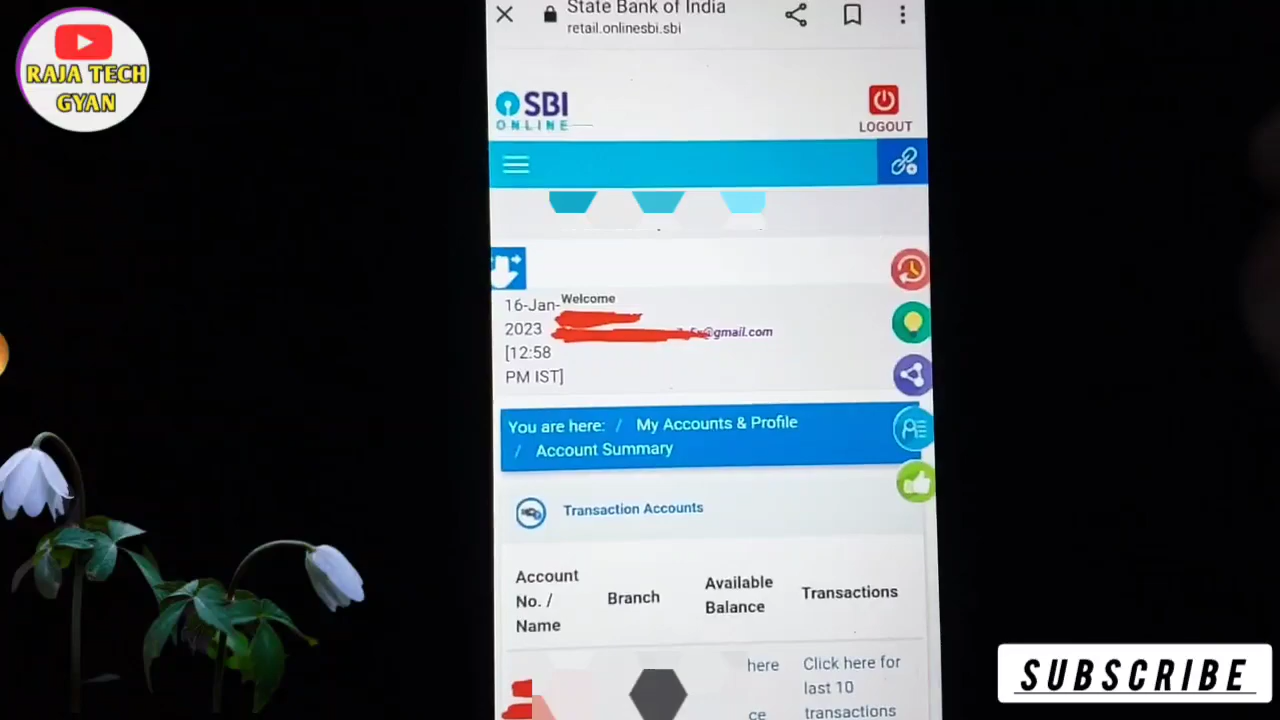 RAJA TECH
GYAN
State Bank of India
retail.onlinesbi.sbi
SBI
ONLINE
LOGOUT
16-Jan-
2023
[12:58
PM IST]
Welcome
@gmail.com
You are here: / My Accounts & Profile
/ Account Summary
Transaction Accounts
Account
No. /
Name
Branch
Available
Balance
Transactions
here
Click here for
last 10
transactions
SUBSCRIBE